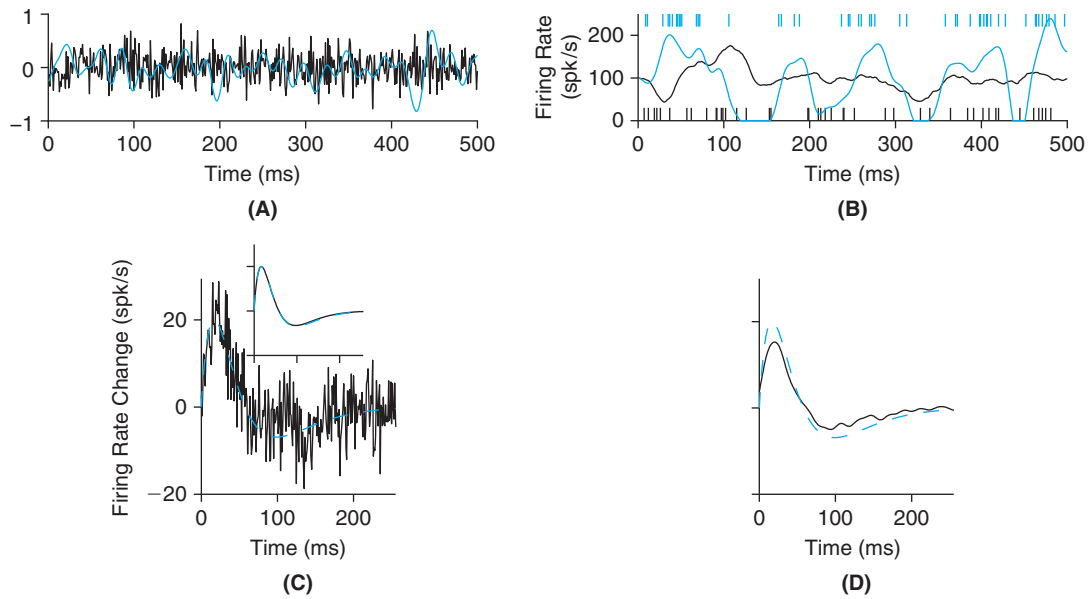 1
0
−1
0 100 200 300 400 500
Time (ms)
(A)
Firing Rate
(spk/s)
200
100
0
0 100 200 300 400 500
Time (ms)
(B)
Firing Rate Change (spk/s)
20
0
−20
0 100 200
Time (ms)
(C)
0 100 200
Time (ms)
(D)